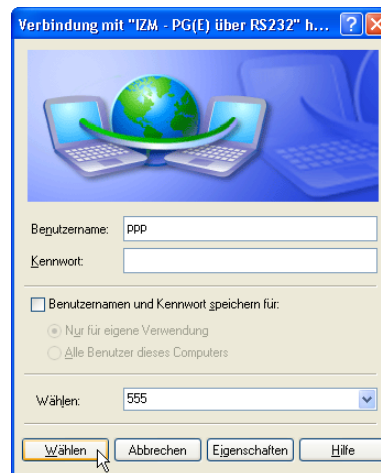 Verbindung mit "IZM - PG(E) über RS232" h...
Benutzername: ppp
Kennwort:
Benutzernamen und Kennwort speichern für:
Nur für eigene Verwendung
Alle Benutzer dieses Computers
Wählen: 555
Wählen Abbrechen Eigenschaften Hilfe